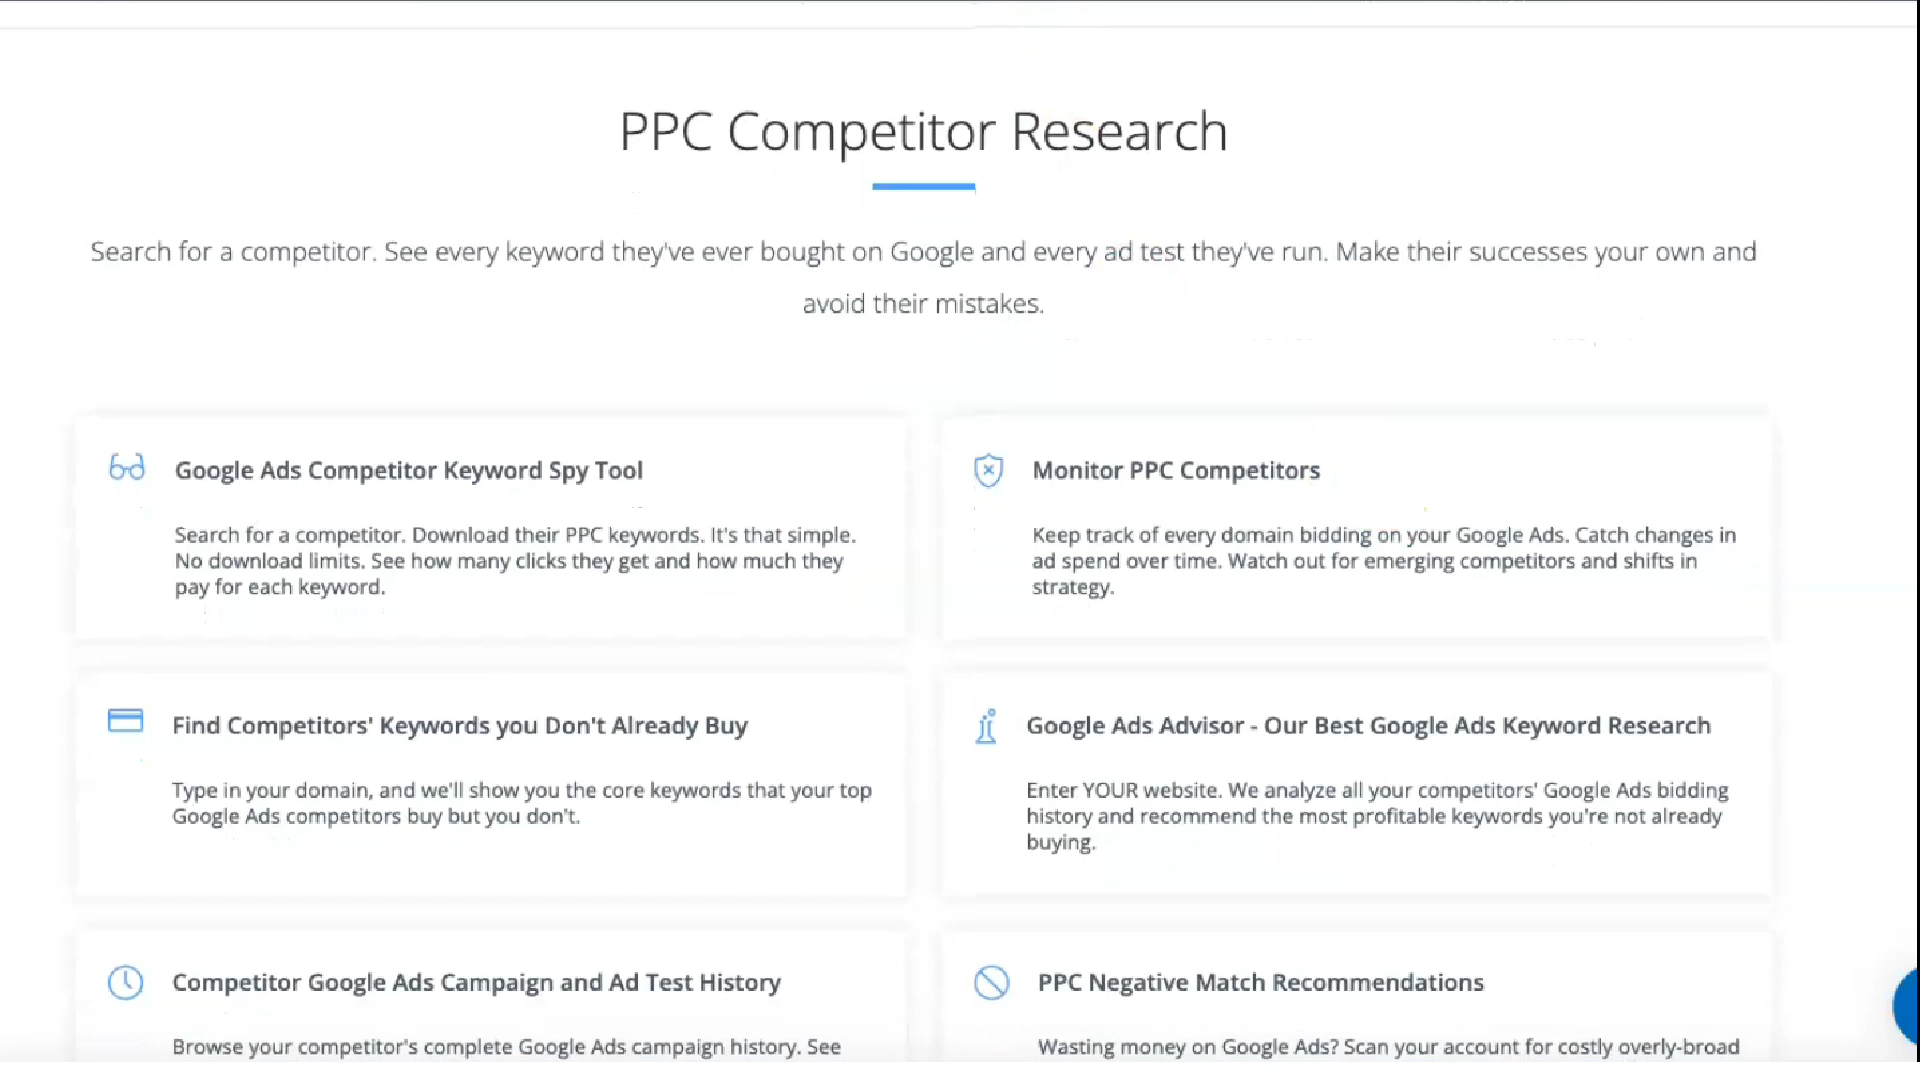 PPC Competitor Research
Search for a competitor. See every keyword they've ever bought on Google and every ad test they've run. Make their successes your own and
avoid their mistakes.
Google Ads Competitor Keyword Spy Tool
Search for a competitor. Download their PPC keywords. It's that simple.
No download limits. See how many clicks they get and how much they
pay for each keyword.
Monitor PPC Competitors
Keep track of every domain bidding on your Google Ads. Catch changes in
ad spend over time. Watch out for emerging competitors and shifts in
strategy.
Find Competitors' Keywords you Don't Already Buy
Type in your domain, and we'll show you the core keywords that your top
Google Ads competitors buy but you don't.
Google Ads Advisor - Our Best Google Ads Keyword Research
Enter YOUR website. We analyze all your competitors' Google Ads bidding
history and recommend the most profitable keywords you're not already
buying.
Competitor Google Ads Campaign and Ad Test History
Browse your competitor's complete Google Ads campaign history. See
PPC Negative Match Recommendations
Wasting money on Google Ads? Scan your account for costly overly-broad